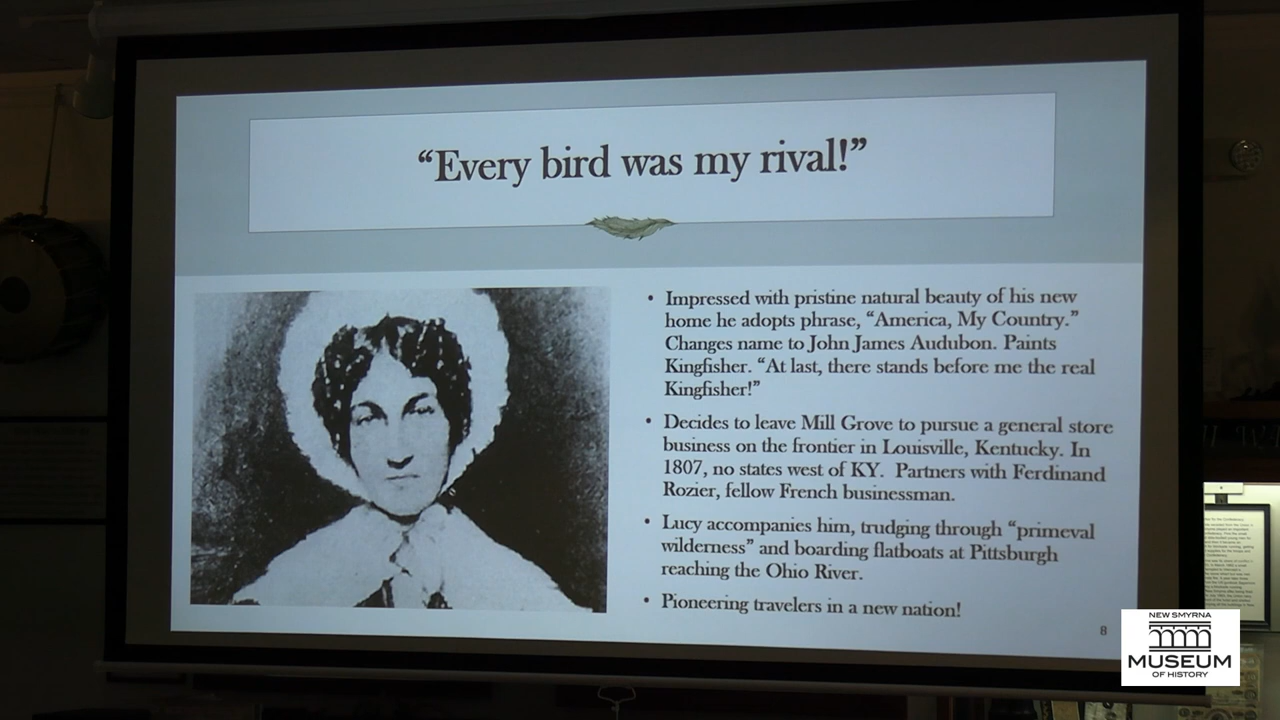 “Every bird was my rival!”
• Impressed with pristine natural beauty of his new
home he adopts phrase, “America, My Country.”
Changes name to John James Audubon. Paints
Kingfisher. “At last, there stands before me the real
Kingfisher!”
• Decides to leave Mill Grove to pursue a general store
business on the frontier in Louisville, Kentucky. In
1807, no states west of KY. Partners with Ferdinand
Rozier, fellow French businessman.
• Lucy accompanies him, trudging through “primeval
wilderness” and boarding flatboats at Pittsburgh
reaching the Ohio River.
• Pioneering travelers in a new nation!
8
NEW SMYRNA
MUSEUM
OF HISTORY